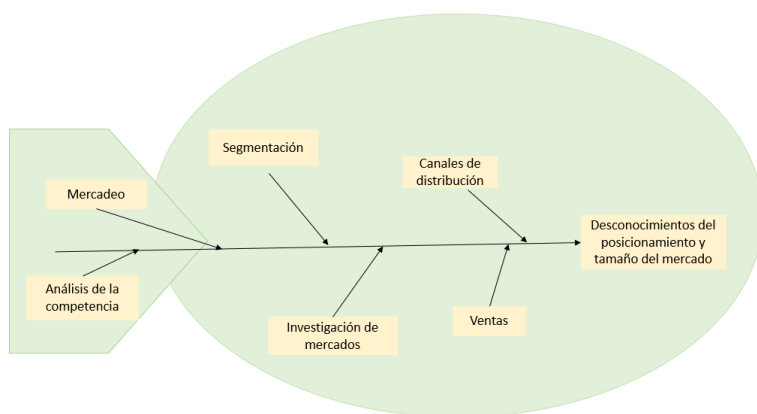 Segmentación
Canales de
distribución
Mercadeo
Desconocimientos del
posicionamiento y
tamaño del mercado
Análisis de la
competencia
Investigación de
mercados
Ventas